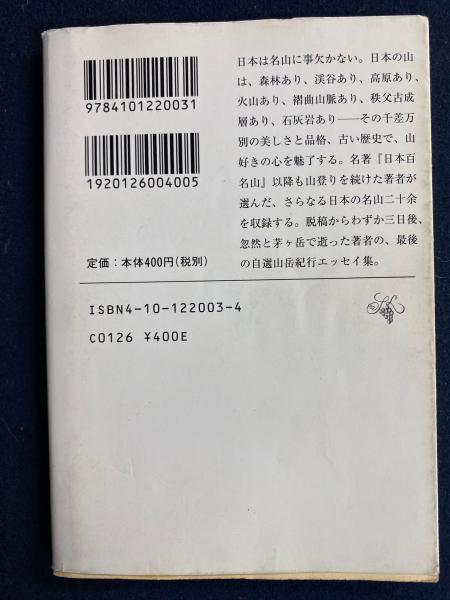 9784101220031
1920126004005
定価：本体400円(税別)
日本は名山に事欠かない。日本の山
は、森林あり、渓谷あり、高原あり、
火山あり、褶曲山脈あり、秩父古成
層あり、石灰岩あり──その千差万
別の美しさと品格、古い歴史で、山
好きの心を魅了する。名著『日本百
名山』以降も山登りを続けた著者が
選んだ、さらなる日本の名山二十余
を収録する。脱稿からわずか三日後、
忽然と茅ヶ岳で逝った著者の、最後
の自選山岳紀行エッセイ集。
ISBN4-10-122003-4
C0126 ¥400E